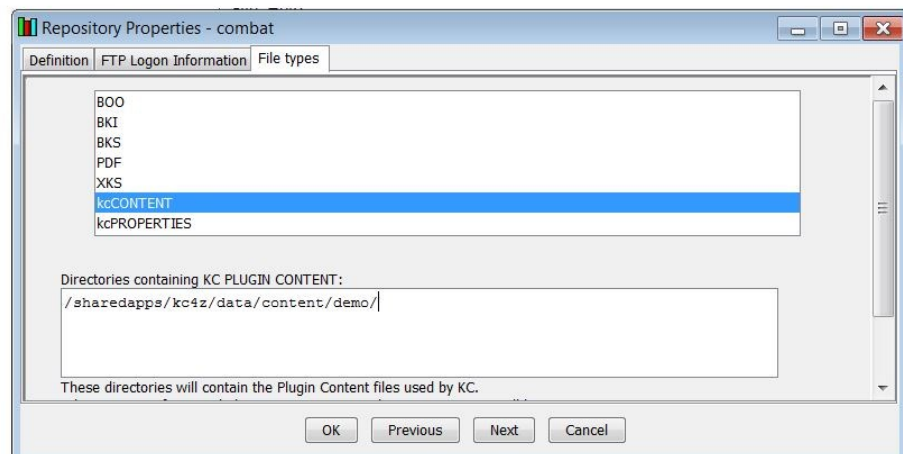 Repository Properties - combat
Definition FTP Logon Information File types
BOO
BKI
BKS
PDF
XKS
kcCONTENT
kcPROPERTIES
Directories containing KC PLUGIN CONTENT:
/sharedapps/kc4z/data/content/demo/
These directories will contain the Plugin Content files used by KC.
OK Previous Next Cancel